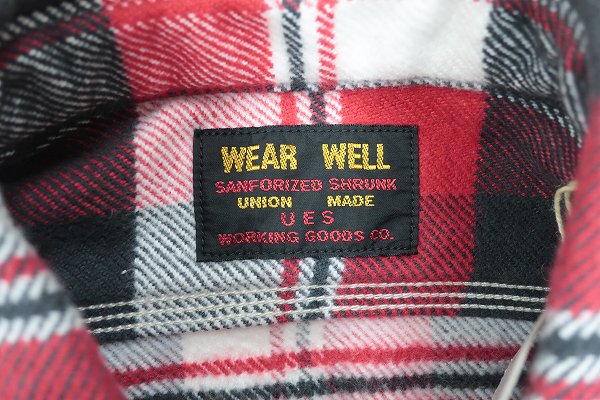 WEAR WELL
SANFORIZED SHRUNK
UNION MADE
UES
WORKING GOODS CO.